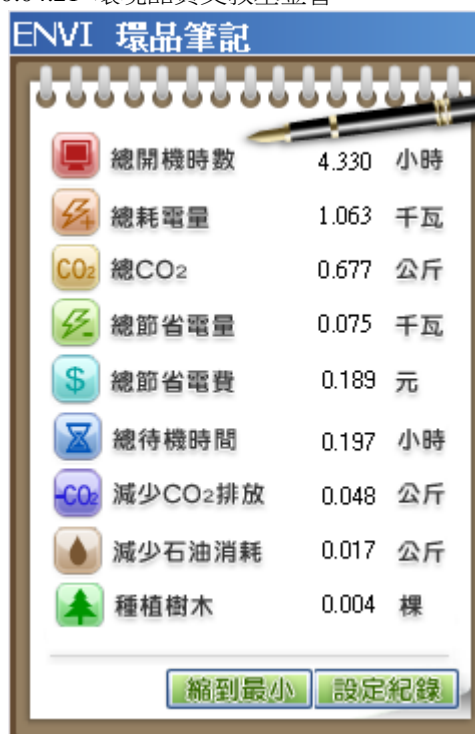 ENVI 環品筆記
總開機時數 4.330 小時
總耗電量 1.063 千瓦
CO2 總CO2 0.677 公斤
總節省電量 0.075 千瓦
$ 總節省電費 0.189 元
總待機時間 0.197 小時
-CO2 減少CO2排放 0.048 公斤
減少石油消耗 0.017 公斤
種植樹木 0.004 棵
縮到最小 設定紀錄